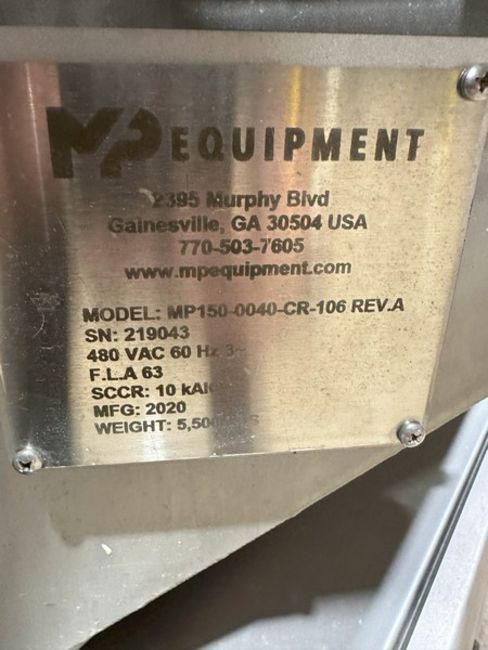 MP EQUIPMENT
2395 Murphy Blvd
Gainesville, GA 30504 USA
770-503-7605
www.mpequipment.com
MODEL: MP150-0040-CR-106 REV.A
SN: 219043
480 VAC 60 Hz 3~
F.L.A 63
SCCR: 10 kAIC
MFG: 2020
WEIGHT: